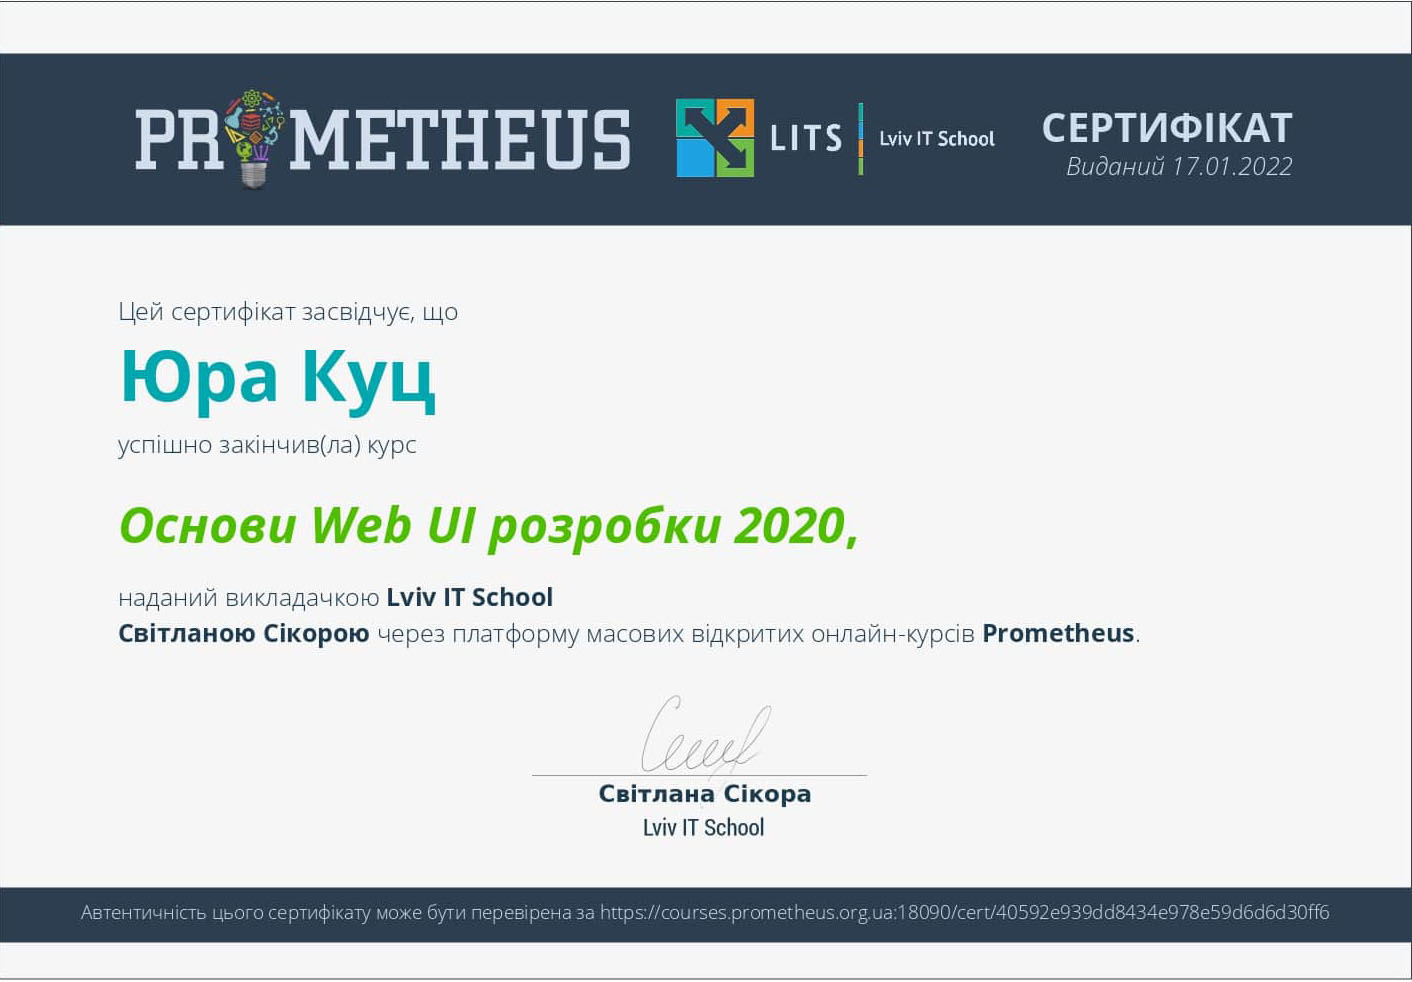 PROMETHEUS
LITS
Lviv IT School
СЕРТИФІКАТ
Виданий 17.01.2022
Цей сертифікат засвідчує, що
Юра Куц
успішно закінчив(ла) курс
Основи Web UI розробки 2020,
наданий викладачкою Lviv IT School
Світланою Сікорою через платформу масових відкритих онлайн-курсів Prometheus.
Світлана Сікора
Lviv IT School
Автентичність цього сертифікату може бути перевірена за https://courses.prometheus.org.ua:18090/cert/40592e939dd8434e978e59d6d6d30ff6